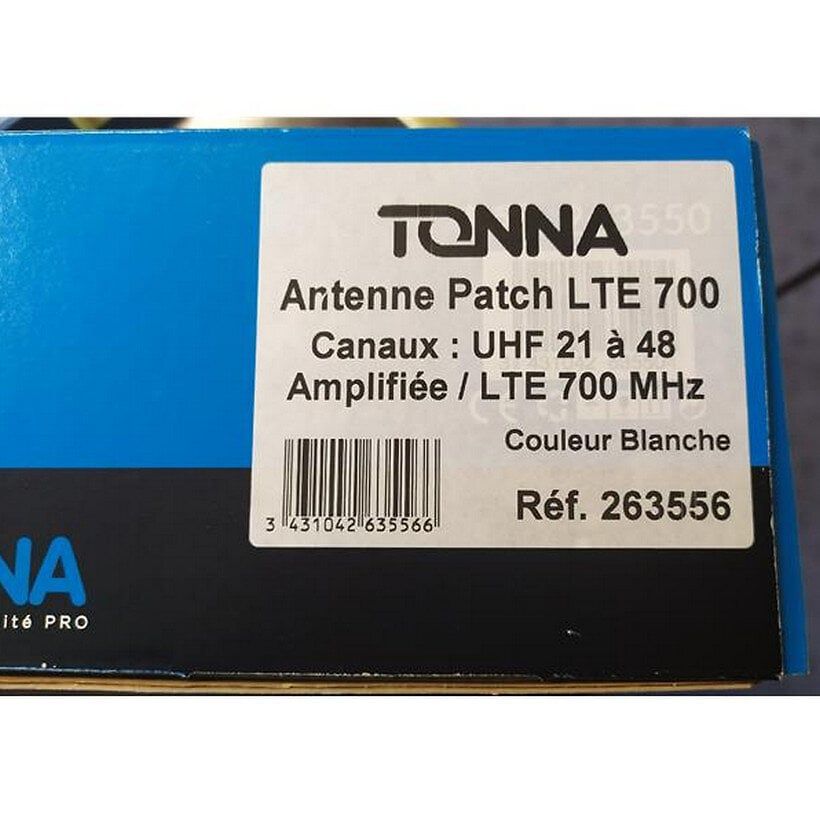 TONNA
Antenne Patch LTE 700
Canaux : UHF 21 à 48
Amplifiée / LTE 700 MHz
Couleur Blanche
3 431042 635566
Réf. 263556
NA
ité PRO